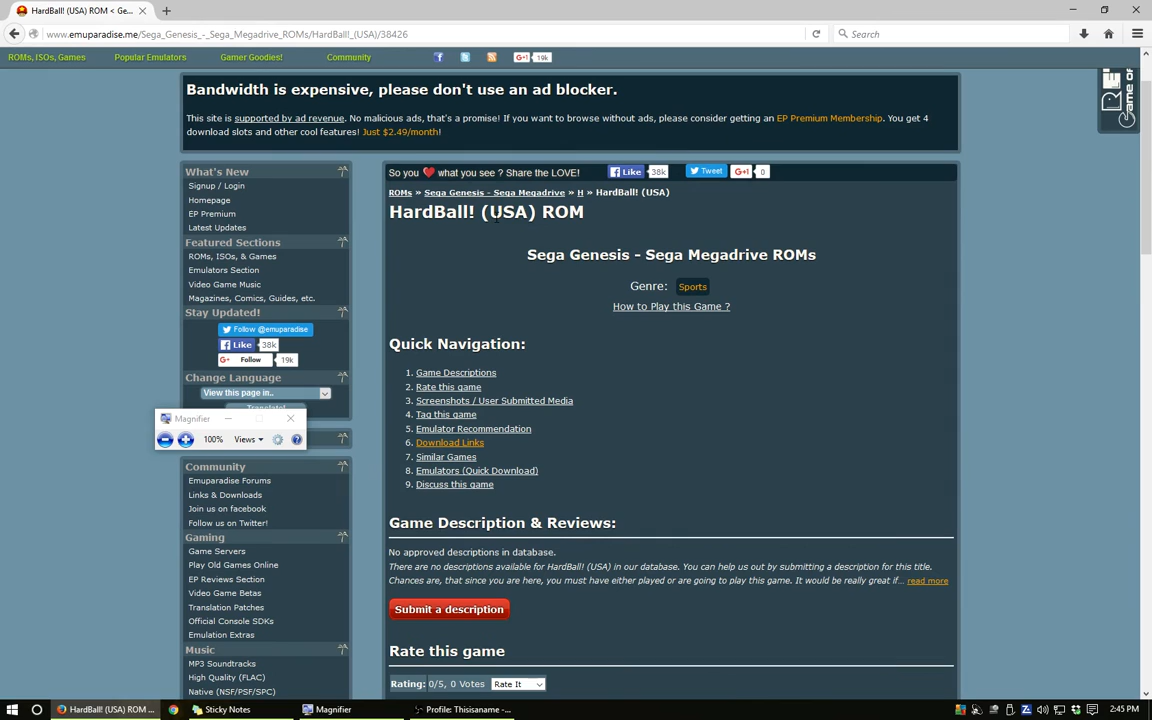 HardBall! (USA) ROM < Ge...
www.emuparadise.me/Sega_Genesis_-_Sega_Megadrive_ROMs/HardBall!_(USA)/38426
Search
ROMs, ISOs, Games
Popular Emulators
Gamer Goodies!
Community
G+1 19k
Bandwidth is expensive, please don't use an ad blocker.
This site is supported by ad revenue. No malicious ads, that's a promise! If you want to browse without ads, please consider getting an EP Premium Membership. You get 4
download slots and other cool features! Just $2.49/month!
What's New
Signup / Login
Homepage
EP Premium
Latest Updates
Featured Sections
ROMs, ISOs, & Games
Emulators Section
Video Game Music
Magazines, Comics, Guides, etc.
Stay Updated!
Follow @emuparadise
Like 38k
G+ Follow 19k
Change Language
View this page in..
Translate!
Magnifier
100% Views
Community
Emuparadise Forums
Links & Downloads
Join us on facebook
Follow us on Twitter!
Gaming
Game Servers
Play Old Games Online
EP Reviews Section
Video Game Betas
Translation Patches
Official Console SDKs
Emulation Extras
Music
MP3 Soundtracks
High Quality (FLAC)
Native (NSF/PSF/SPC)
So you what you see ? Share the LOVE!
Like 38k
Tweet
G+1 0
ROMs » Sega Genesis - Sega Megadrive » H » HardBall! (USA)
HardBall! (USA) ROM
Sega Genesis - Sega Megadrive ROMs
Genre: Sports
How to Play this Game ?
Quick Navigation:
1. Game Descriptions
2. Rate this game
3. Screenshots / User Submitted Media
4. Tag this game
5. Emulator Recommendation
6. Download Links
7. Similar Games
8. Emulators (Quick Download)
9. Discuss this game
Game Description & Reviews:
No approved descriptions in database.
There are no descriptions available for HardBall! (USA) in our database. You can help us out by submitting a description for this title.
Chances are, that since you are here, you must have either played or are going to play this game. It would be really great if... read more
Submit a description
Rate this game
Rating: 0/5, 0 Votes Rate It
HardBall! (USA) ROM ...
Sticky Notes
Magnifier
Profile: Thisisaname -...
2:45 PM